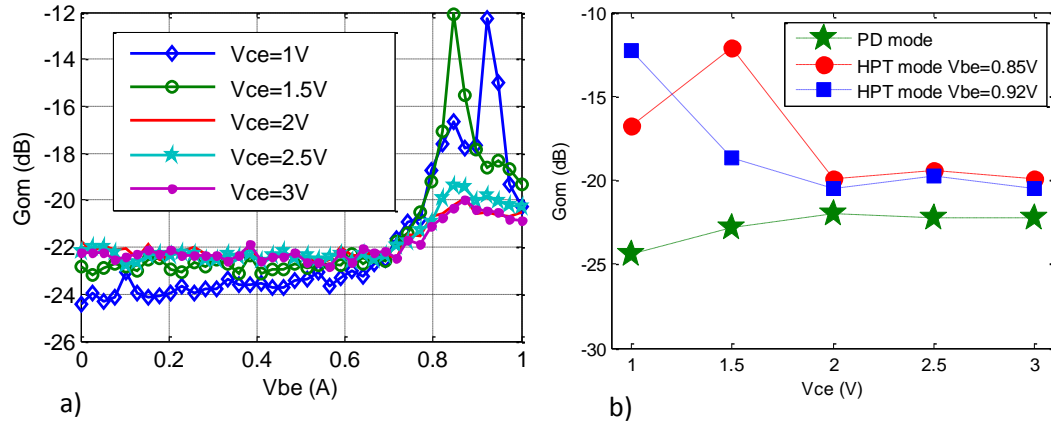 -12
-14
-16
-18
-20
-22
-24
-26
Gom (dB)
Vce=1V
Vce=1.5V
Vce=2V
Vce=2.5V
Vce=3V
0
0.2
0.4
0.6
0.8
1
Vbe (A)
a)
-10
-15
-20
-25
-30
Gom (dB)
PD mode
HPT mode Vbe=0.85V
HPT mode Vbe=0.92V
1
1.5
2
2.5
3
Vce (V)
b)